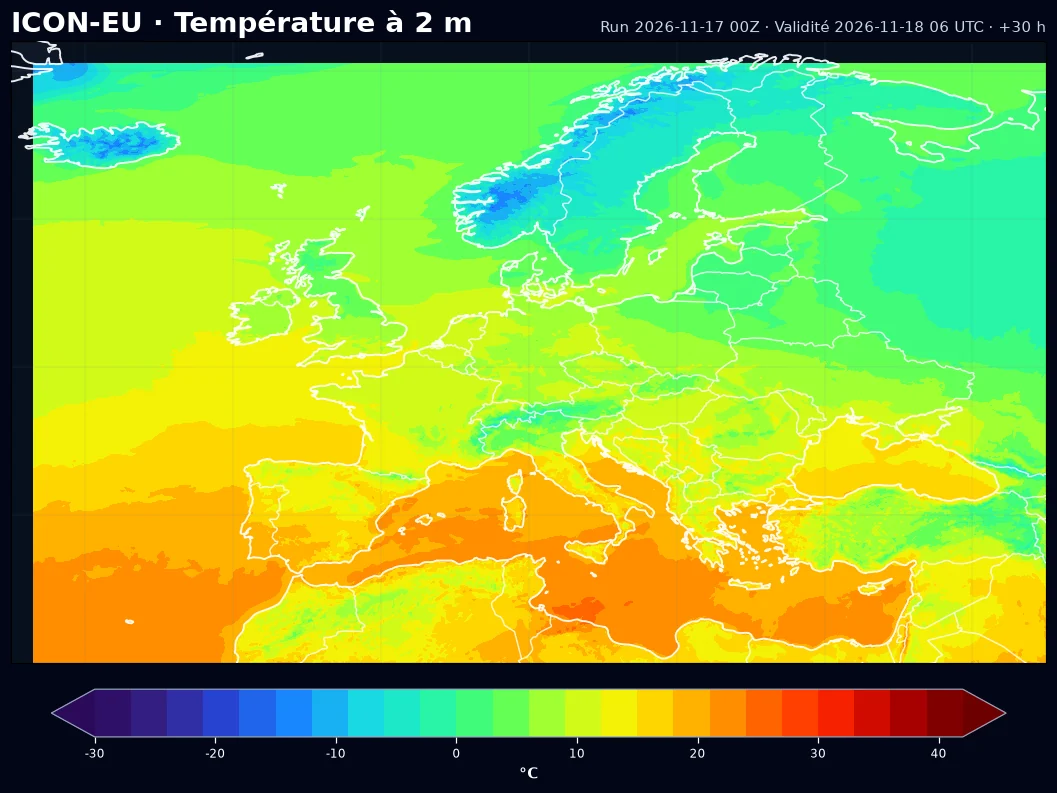 ICON-EU · Température à 2 m
Run 2026-11-17 00Z · Validité 2026-11-18 06 UTC · +30 h
-30 -20 -10 0 10 20 30 40
°C